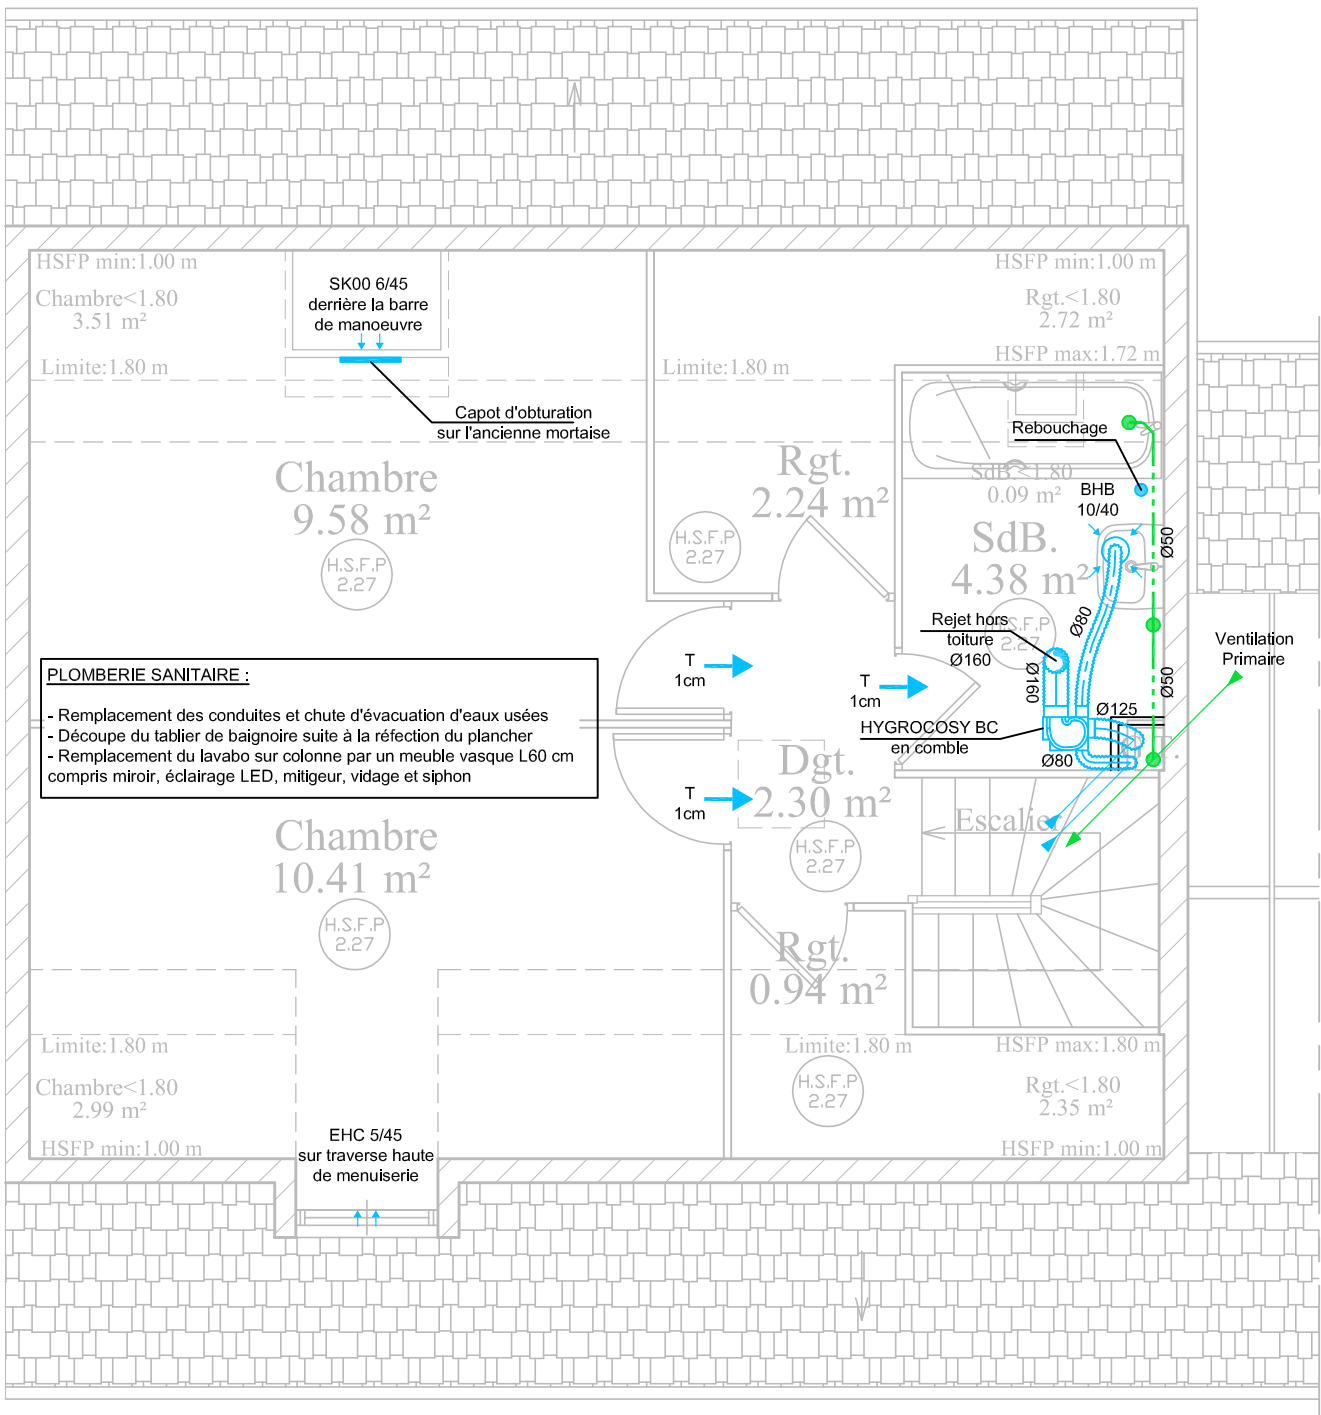 HSFP min:1.00 m
Chambre<1.80
3.51 m²
Limite:1.80 m
SK00 6/45
derrière la barre
de manoeuvre
Capot d'obturation
sur l'ancienne mortaise
HSFP min:1.00 m
Rgt.<1.80
2.72 m²
HSFP max:1.72 m
Limite:1.80 m
Chambre
9.58 m²
H.S.F.P
2.27
Rgt.
2.24 m²
H.S.F.P
2.27
Rebouchage
SdB.<1.80
0.09 m²
BHB
10/40
SdB.
4.38 m²
H.S.F.P
2.27
Ø50
Ø80
Rejet hors
toiture
Ø160
Ø160
Ø50
Ø125
Ø80
HYGROCOSY BC
en comble
Ventilation
Primaire
T
1cm
T
1cm
T
1cm
PLOMBERIE SANITAIRE :
- Remplacement des conduites et chute d'évacuation d'eaux usées
- Découpe du tablier de baignoire suite à la réfection du plancher
- Remplacement du lavabo sur colonne par un meuble vasque L60 cm
compris miroir, éclairage LED, mitigeur, vidage et siphon
Dgt.
2.30 m²
H.S.F.P
2.27
Escalier
Chambre
10.41 m²
H.S.F.P
2.27
Rgt.
0.94 m²
Limite:1.80 m
Chambre<1.80
2.99 m²
HSFP min:1.00 m
EHC 5/45
sur traverse haute
de menuiserie
Limite:1.80 m
H.S.F.P
2.27
HSFP max:1.80 m
Rgt.<1.80
2.35 m²
HSFP min:1.00 m